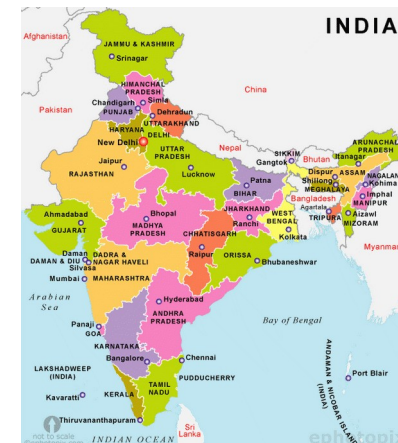 INDIA
Afghanistan
JAMMU & KASHMIR
Srinagar
China
Pakistan
HIMANCHAL
PRADESH
Simla
Chandigarh
PUNJAB
Dehradun
UTTARAKHAND
HARYANA
DELHI
New Delhi
Nepal
SIKKIM
Gangtok
Bhutan
ARUNACHAL
PRADESH
Itanagar
Jaipur
RAJASTHAN
UTTAR
PRADESH
Lucknow
Patna
BIHAR
Dispur
ASSAM
NAGALAN
Kohima
Shillong
MEGHALAYA
Imphal
MANIPUR
Bangladesh
Agartala
TRIPURA
Aizawl
MIZORAM
Ahmadabad
GUJARAT
Bhopal
MADHYA
PRADESH
JHARKHAND
Ranchi
WEST
BENGAL
Kolkata
CHHATISGARH
Raipur
ORISSA
Bhubaneshwar
Myanmar
Daman
DAMAN & DIU
Silvasa
DADRA &
NAGAR HAVELI
Mumbai
MAHARASHTRA
Arabian
Sea
Hyderabad
ANDHRA
PRADESH
Bay of Bengal
Panaji
GOA
KARNATAKA
Bangalore
Chennai
PUDDUCHERRY
LAKSHADWEEP
(INDIA)
Kavaratti
KERALA
TAMIL
NADU
Thiruvananthapuram
Port Blair
ANDAMAN & NICOBAR ISLAND
(INDIA)
Sri
Lanka
INDIAN OCEAN
not to scale